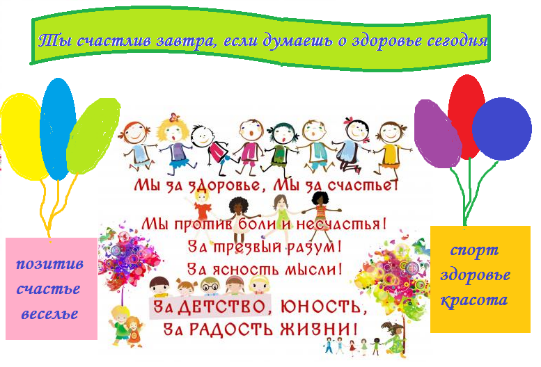 Ты счастлив завтра, если думаешь о здоровье сегодня
Мы за здоровье, Мы за счастье!
Мы против боли и несчастья!
За трезвый разум!
За ясность мысли!
За детство, юность,
За радость жизни!
позитив
счастье
веселье
спорт
здоровье
красота